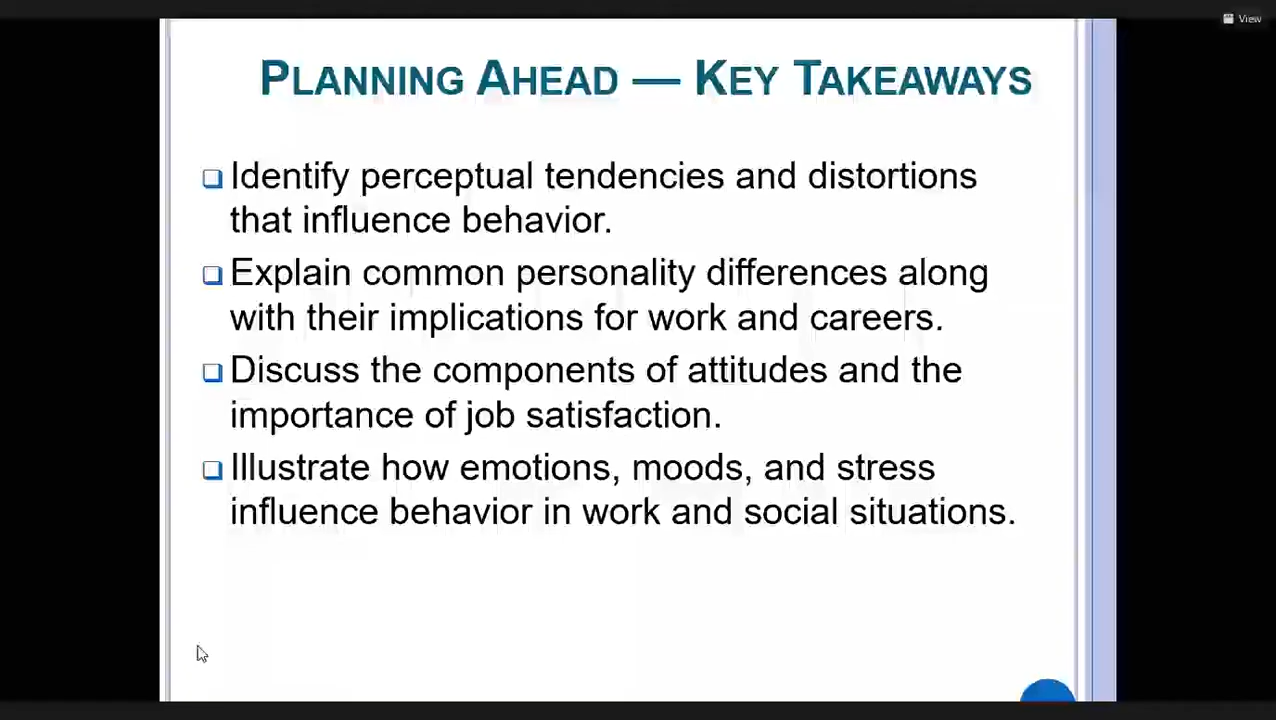 View
PLANNING AHEAD — KEY TAKEAWAYS
❑ Identify perceptual tendencies and distortions
that influence behavior.
❑ Explain common personality differences along
with their implications for work and careers.
❑ Discuss the components of attitudes and the
importance of job satisfaction.
❑ Illustrate how emotions, moods, and stress
influence behavior in work and social situations.